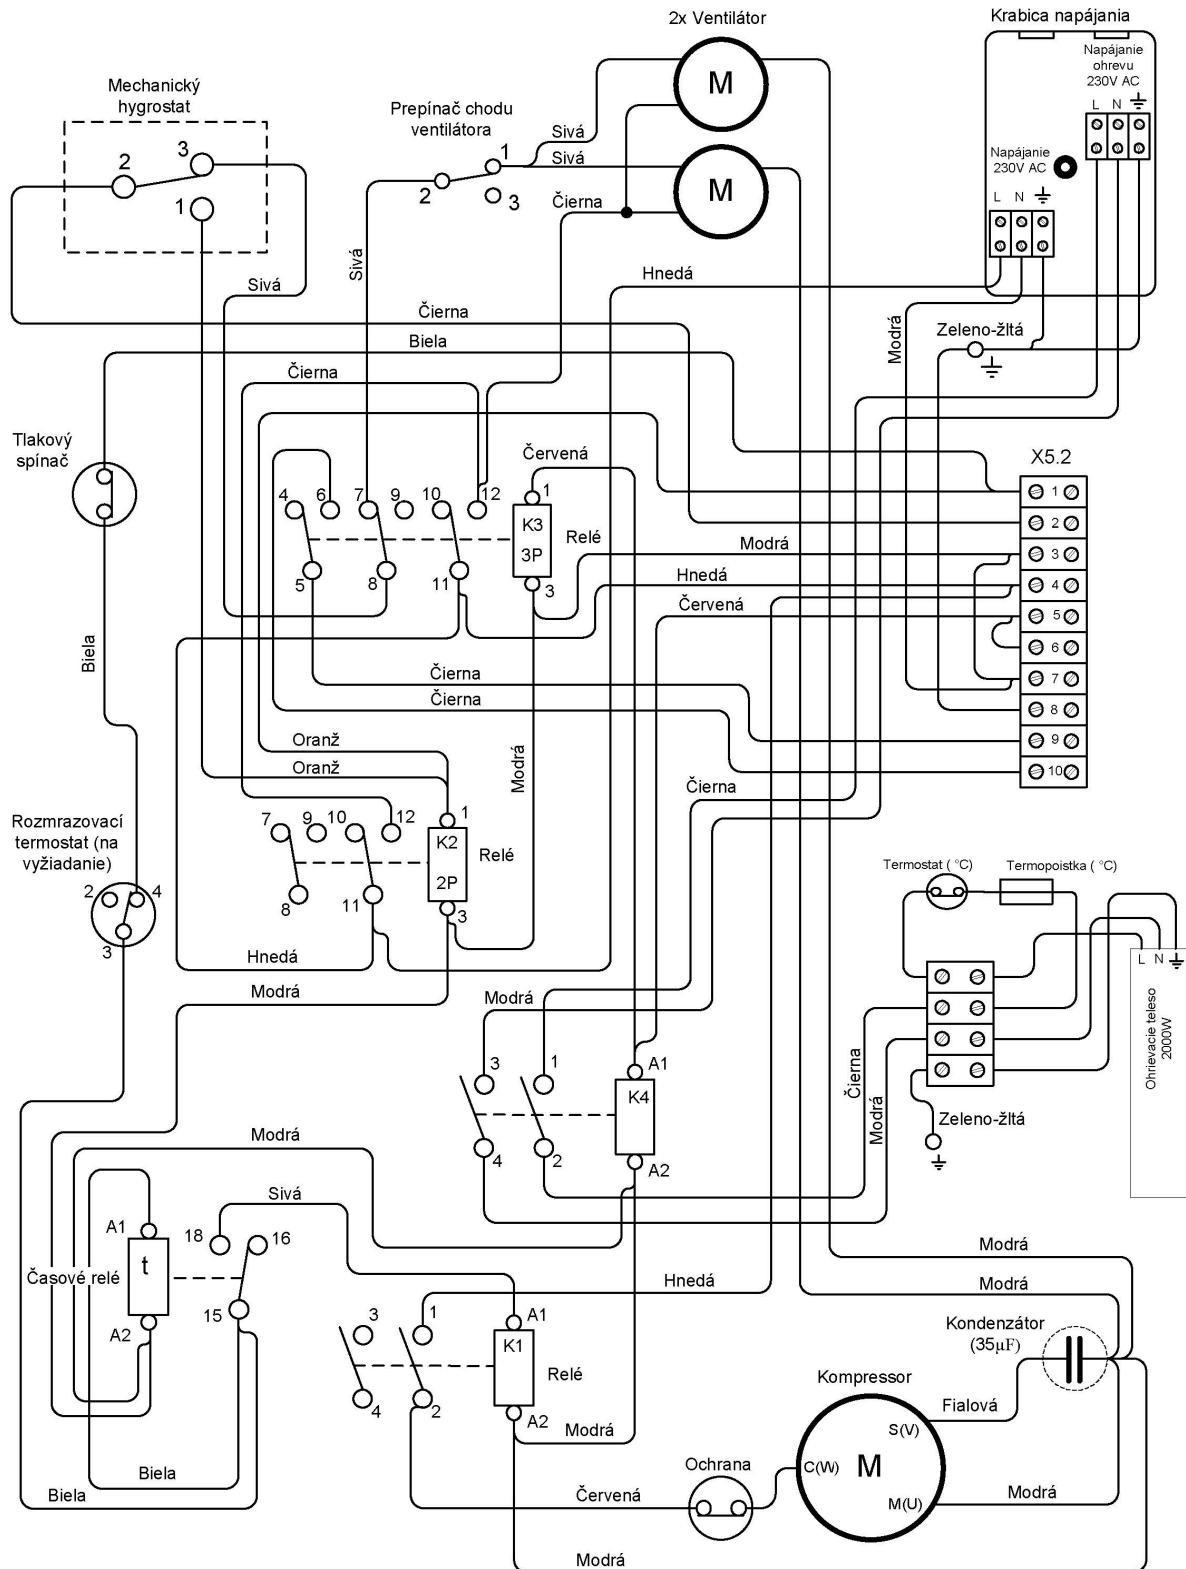 2x Ventilátor
Krabica napájania
Napájanie
ohrevu
230V AC
L N
Napájanie
230V AC
L N
Mechanický
hygrostat
2
3
1
Prepínač chodu
ventilátora
1
2
3
Sivá
Sivá
M
M
Čierna
Sivá
Sivá
Hnedá
Čierna
Biela
Modrá
Zeleno-žltá
Čierna
Tlakový
spínač
Červená
X5.2
4
6
7
9
10
12
1
K3
3P
Relé
5
8
11
3
Modrá
Hnedá
Červená
1
2
3
4
5
6
7
8
9
10
Biela
Čierna
Čierna
Oranž
Oranž
Modrá
Čierna
Rozmrazovací
termostat (na
vyžiadanie)
2
4
3
7
9
10
12
1
K2
2P
Relé
8
11
3
Termostat ( °C)
Termopoistka ( °C)
Hnedá
Modrá
Modrá
L N
Ohrievacie teleso
2000W
3
1
A1
K4
4
2
A2
Čierna
Modrá
Zeleno-žltá
Modrá
Sivá
A1
18
16
t
Časové relé
A2
15
Hnedá
Modrá
Modrá
3
1
A1
K1
Relé
4
2
A2
Modrá
Kondenzátor
(35µF)
Kompressor
Fialová
S(V)
C(W)
M
M(U)
Modrá
Ochrana
Biela
Biela
Červená
Modrá